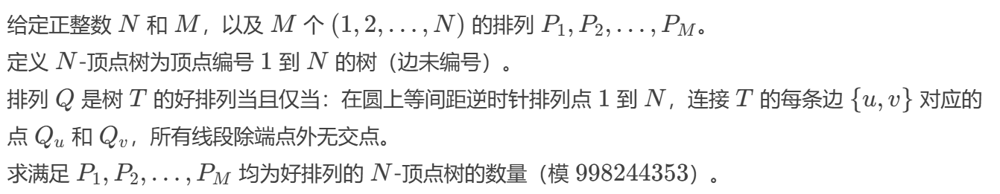 给定正整数 $N$ 和 $M$，以及 $M$ 个 $(1, 2, \ldots, N)$ 的排列 $P_1, P_2, \ldots, P_M$。
定义 $N$-顶点树为顶点编号 $1$ 到 $N$ 的树（边未编号）。
排列 $Q$ 是树 $T$ 的好排列当且仅当：在圆上等间距逆时针排列点 $1$ 到 $N$，连接 $T$ 的每条边 $\{u, v\}$ 对应的
点 $Q_u$ 和 $Q_v$，所有线段除端点外无交点。
求满足 $P_1, P_2, \ldots, P_M$ 均为好排列的 $N$-顶点树的数量（模 $998244353$）。